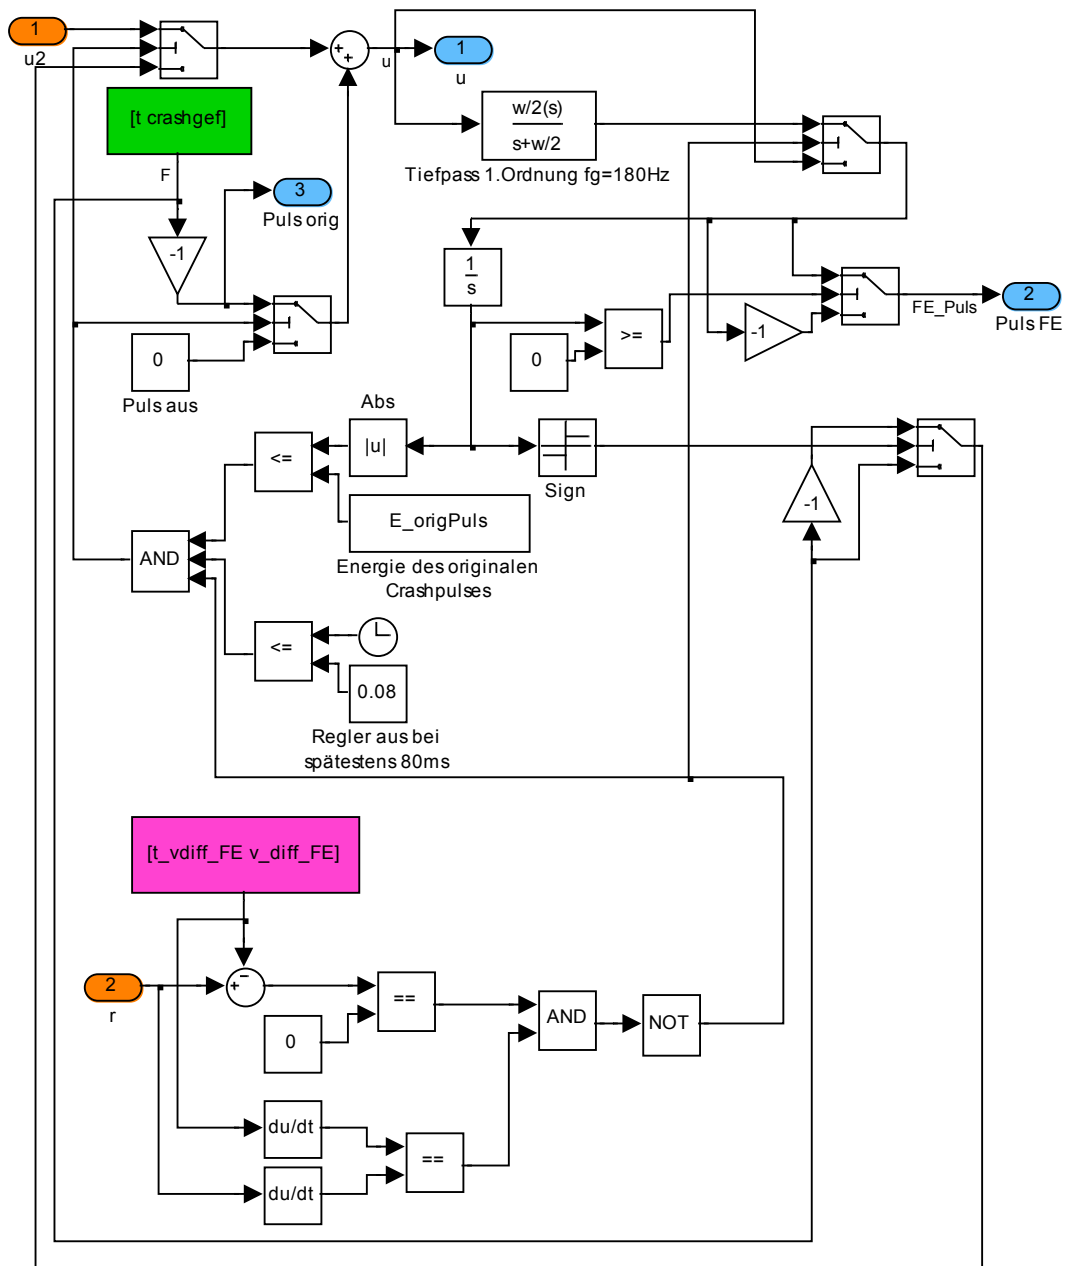 1
u2
+
+
u
1
u
[t crashgef]
w/2(s)
s+w/2
Tiefpass 1.Ordnung fg=180Hz
F
3
Puls orig
-1
1
s
FE_Puls
2
Puls FE
>=
-1
0
0
Puls aus
Abs
<=
|u|
Sign
-1
E_origPuls
AND
Energie des originalen
Crashpulses
<=
0.08
Regler aus bei
spätestens 80ms
[t_vdiff_FE v_diff_FE]
2
r
+
-
==
0
AND
NOT
du/dt
==
du/dt